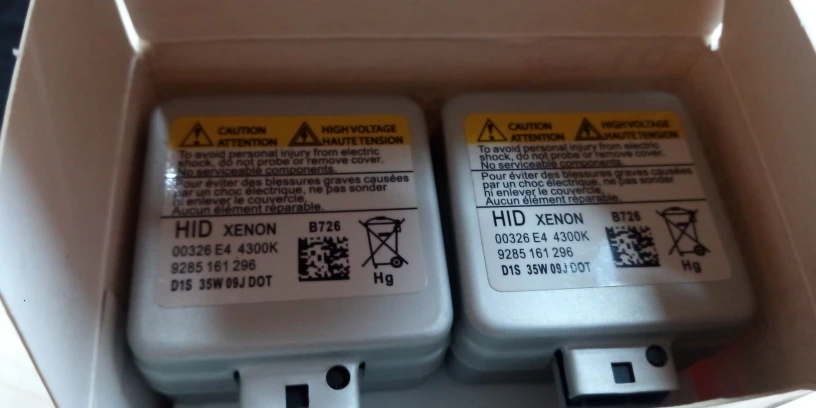 CAUTION
ATTENTION
HIGH VOLTAGE
HAUTE TENSION
To avoid personal injury from electric
shock, do not probe or remove cover.
No serviceable components.
Pour éviter des blessures graves causées
par un choc électrique, ne pas sonder
ni enlever le couvercle.
Aucun élément réparable.
HID XENON B726
00326 E4 4300K
9285 161 296
D1S 35W 09J DOT
Hg
CAUTION
ATTENTION
HIGH VOLTAGE
HAUTE TENSION
To avoid personal injury from electric
shock, do not probe or remove cover.
No serviceable components.
Pour éviter des blessures graves causées
par un choc électrique, ne pas sonder
ni enlever le couvercle.
Aucun élément réparable.
HID XENON B726
00326 E4 4300K
9285 161 296
D1S 35W 09J DOT
Hg